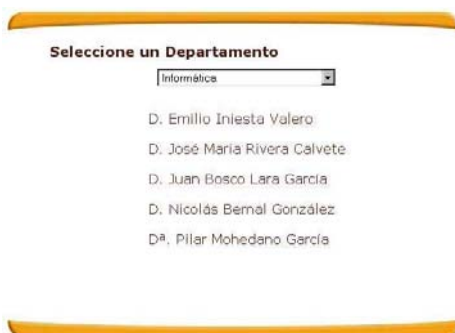 Seleccione un Departamento
Informática
D. Emilio Iniesta Valero
D. José María Rivera Calvete
D. Juan Bosco Lara García
D. Nicolás Bernal González
Dª. Pilar Mohedano García